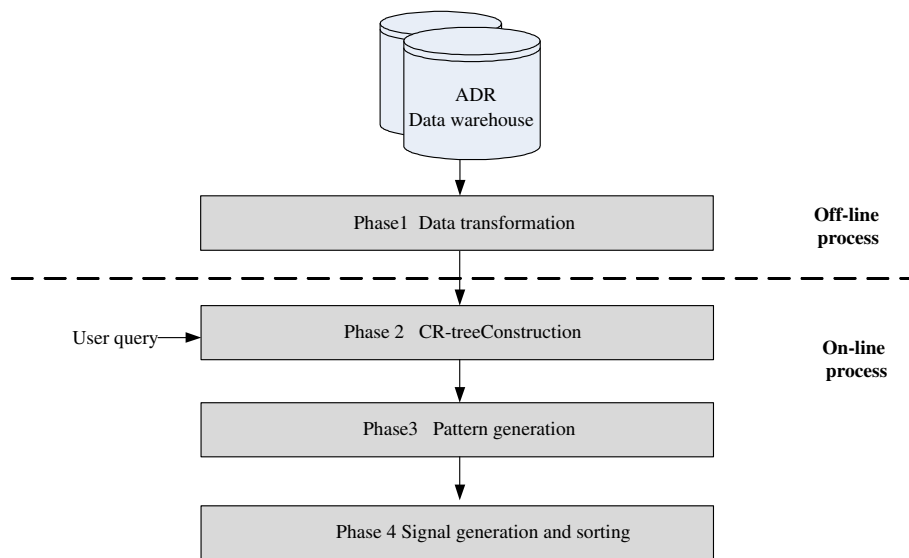 ADR
Data warehouse
Phase1 Data transformation
Off-line
process
User query
Phase 2 CR-treeConstruction
On-line
process
Phase3 Pattern generation
Phase 4 Signal generation and sorting